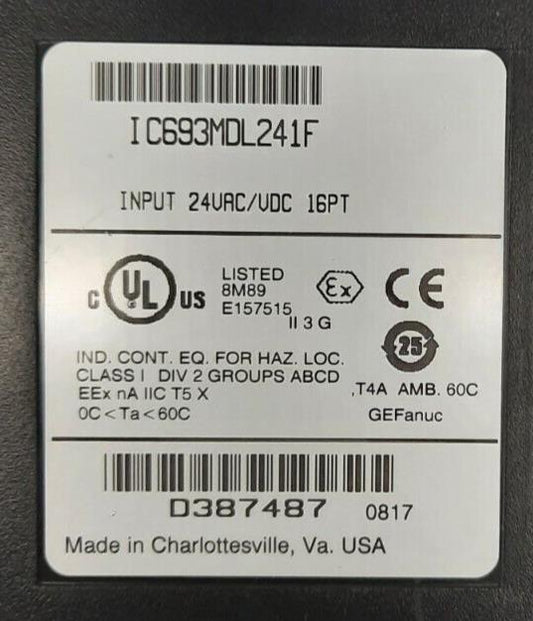 IC693MDL241F
INPUT 24VAC/VDC 16PT
C UL US
LISTED
8M89
E157515
Ex
CE
II 3 G
25
IND. CONT. EQ. FOR HAZ. LOC.
CLASS I DIV 2 GROUPS ABCD
EEx nA IIC T5 X
0C<Ta<60C
,T4A AMB. 60C
GEFanuc
D387487 0817
Made in Charlottesville, Va. USA